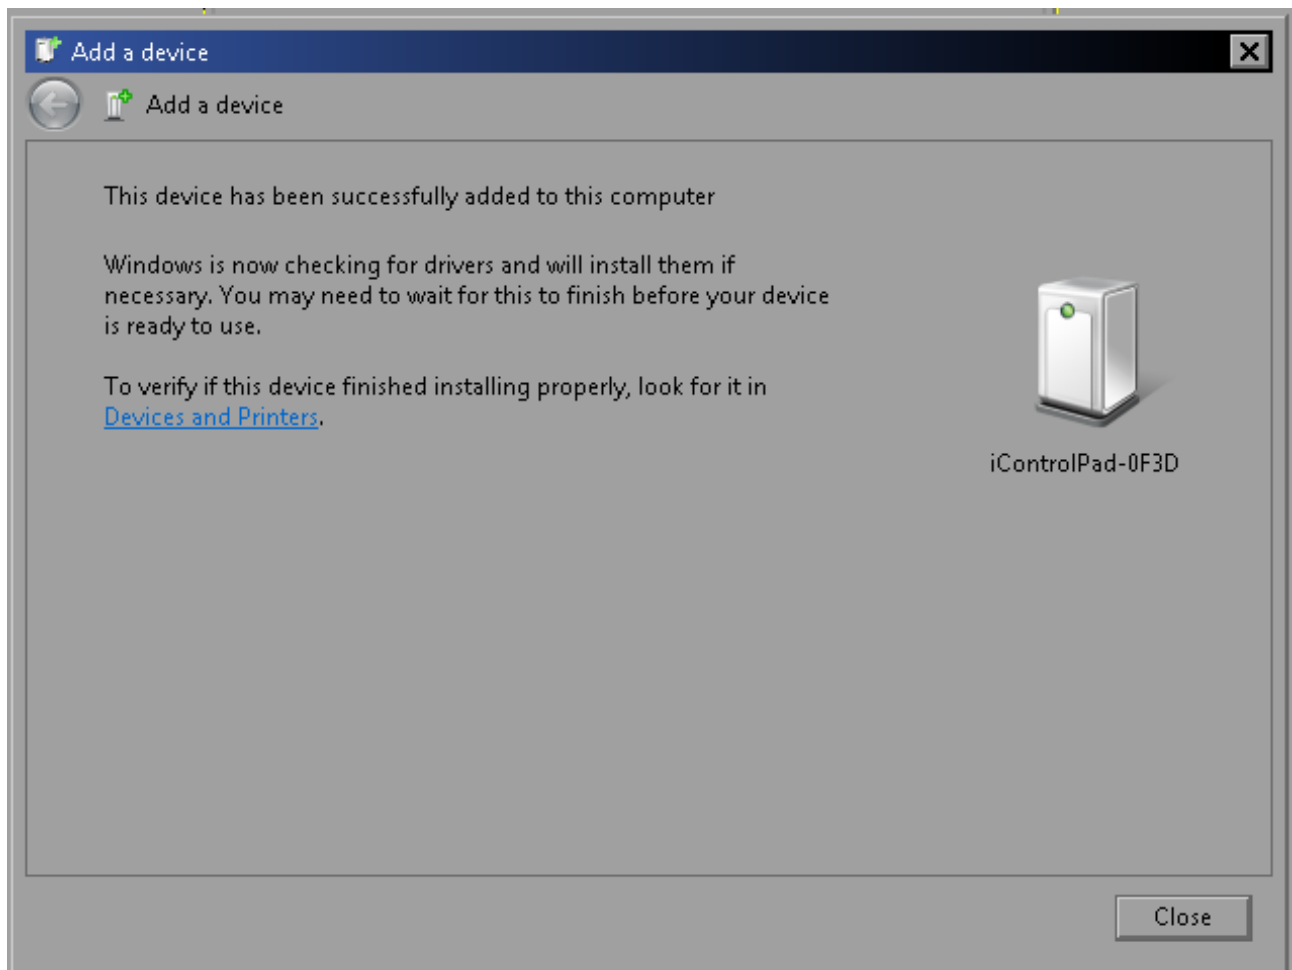 Add a device
Add a device
This device has been successfully added to this computer
Windows is now checking for drivers and will install them if
necessary. You may need to wait for this to finish before your device
is ready to use.
To verify if this device finished installing properly, look for it in
Devices and Printers.
iControlPad-0F3D
Close